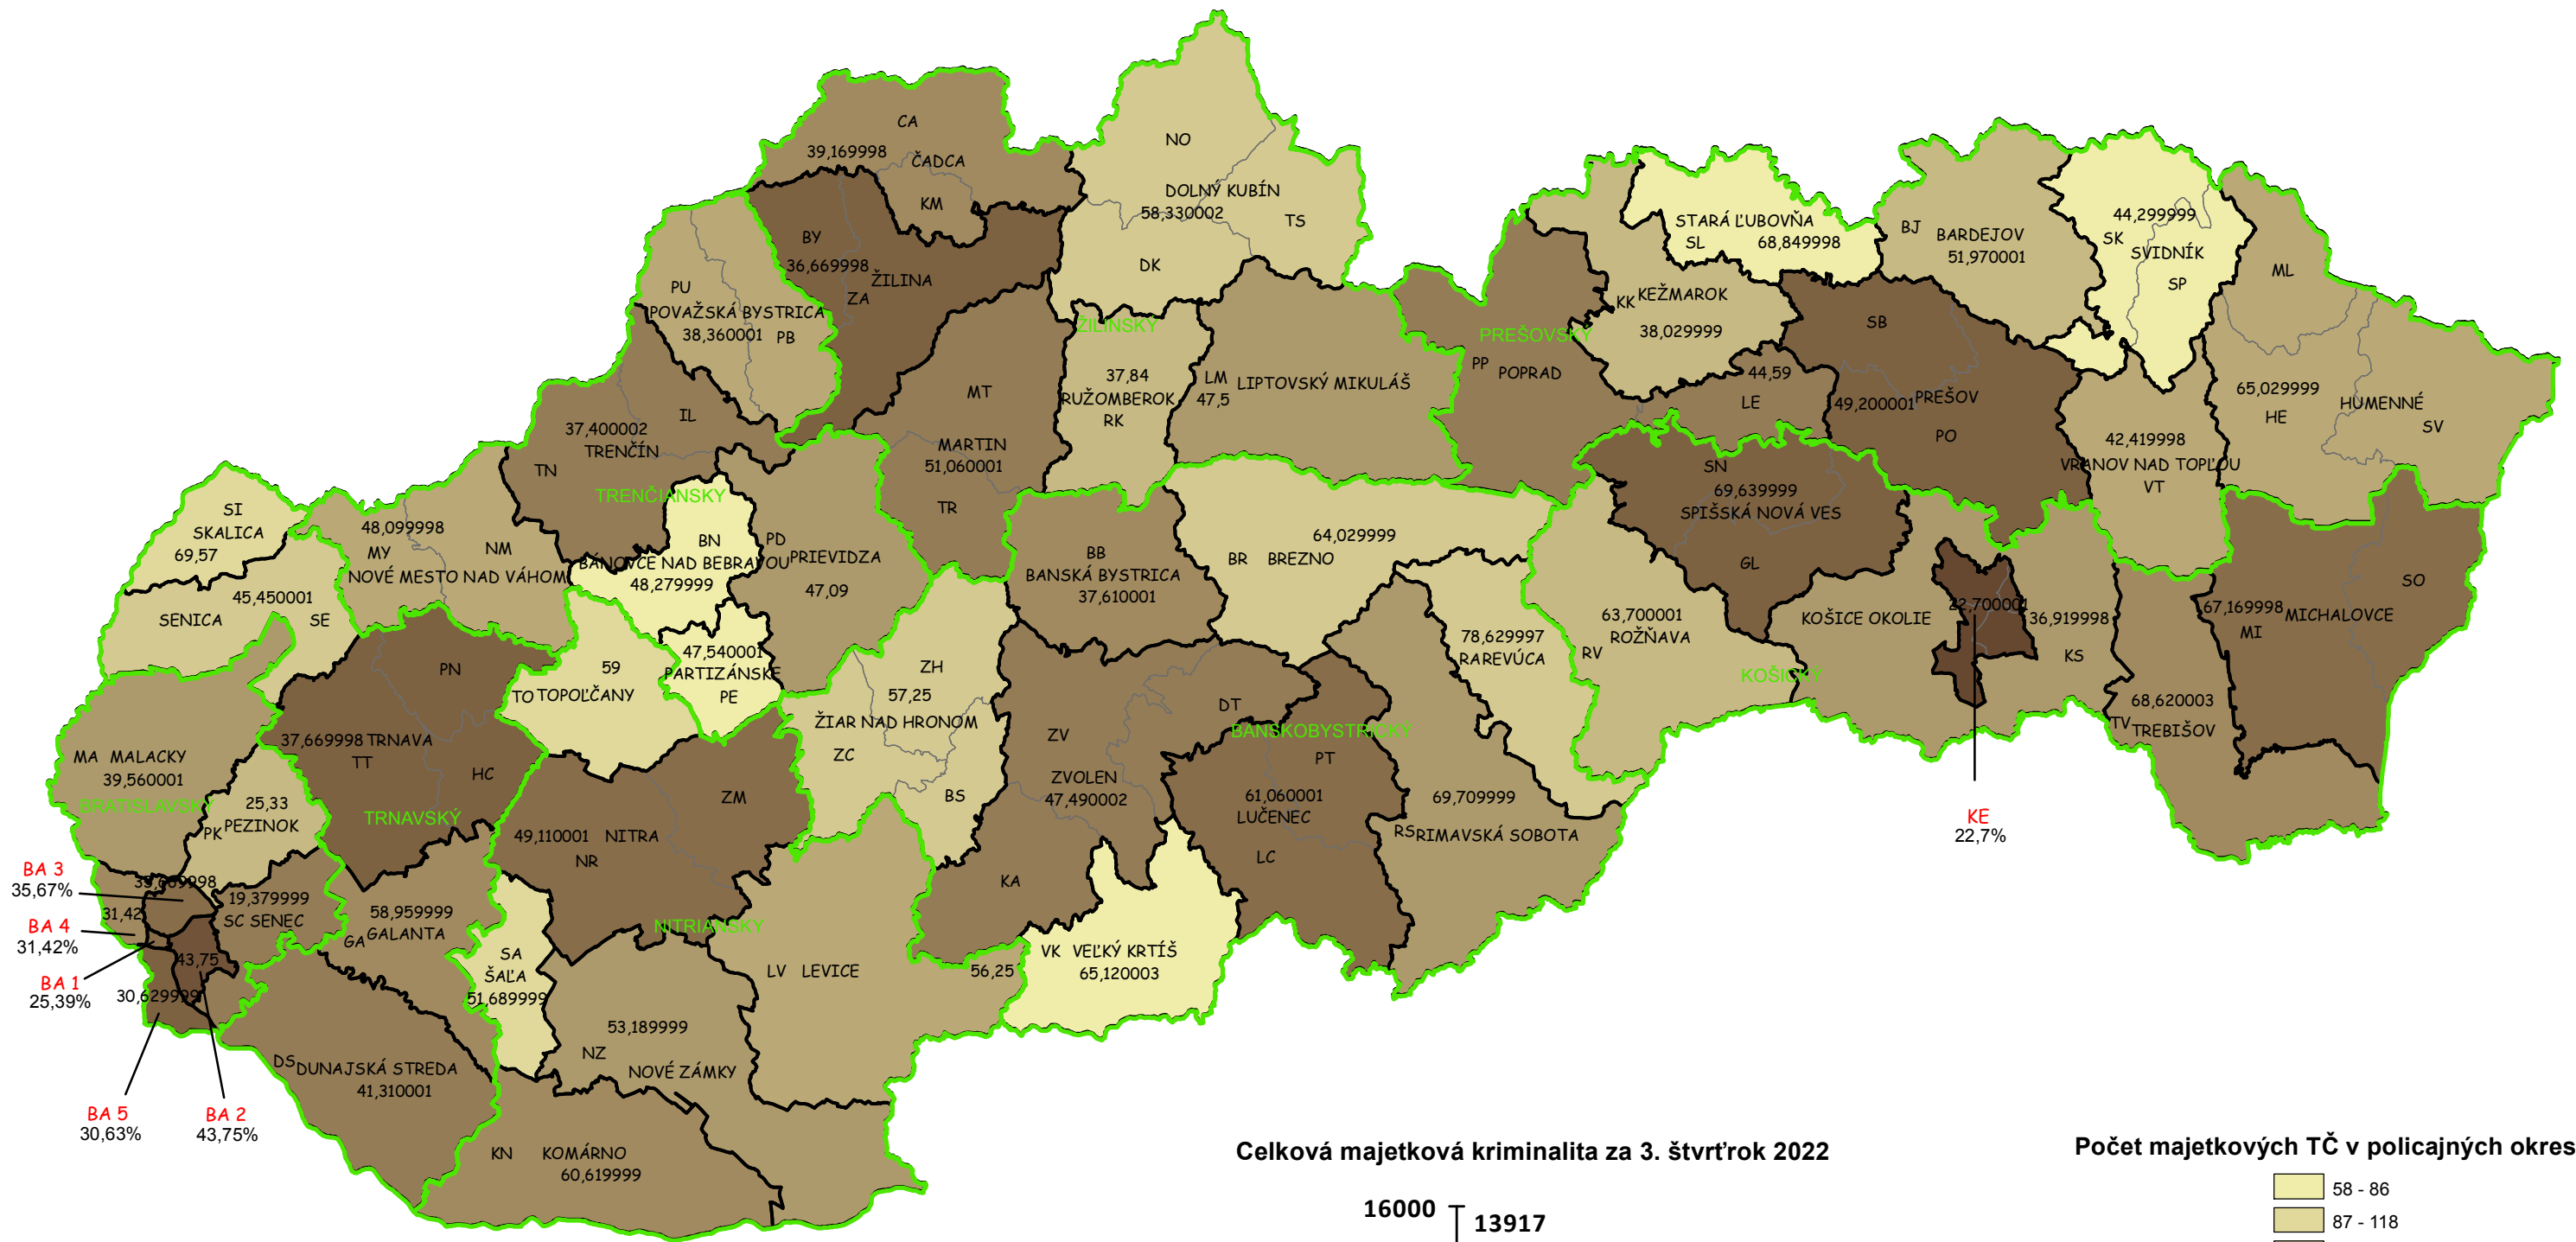 CA
39,169998
ČADCA
KM
NO
DOLNÝ KUBÍN
58,330002
TS
DK
BY
36,669998
ŽILINA
ZA
PU
POVAŽSKÁ BYSTRICA
38,360001 PB
STARÁ ĽUBOVŇA
SL 68,849998
BJ
BARDEJOV
51,970001
44,299999
SK
SVIDNÍK
SP
ML
KK KEŽMAROK
38,029999
ŽILINSKÝ
PREŠOVSKÝ
SB
PP
POPRAD
44,59
LE
49,200001 PREŠOV
PO
65,029999
HUMENNÉ
HE
SV
42,419998
VRANOV NAD TOPĽOU
VT
MT
MARTIN
51,060001
TR
37,84
RUŽOMBEROK
RK
LM LIPTOVSKÝ MIKULÁŠ
47,5
IL
37,400002
TRENČÍN
TN
TRENČIANSKY
SI
SKALICA
69,57
48,099998
MY
NM
NOVÉ MESTO NAD VÁHOM
BN
BÁNOVCE NAD BEBRAVOU
48,279999
PD
PRIEVIDZA
47,09
BB
BANSKÁ BYSTRICA
37,610001
64,029999
BR BREZNO
SN
69,639999
SPIŠSKÁ NOVÁ VES
GL
SO
67,169998
MICHALOVCE
MI
45,450001
SENICA
SE
KOŠICE OKOLIE
22,700001
36,919998
KS
63,700001
ROŽŇAVA
RV
KOŠICKÝ
78,629997
RAREVÚCA
PN
59
TO TOPOĽČANY
47,540001
PARTIZÁNSKE
PE
ZH
57,25
ŽIAR NAD HRONOM
ZC
BS
DT
BANSKOBYSTRICKÝ
ZV
PT
ZVOLEN
47,490002
68,620003
TV
TREBIŠOV
37,669998 TRNAVA
TT
HC
TRNAVSKÝ
MA MALACKY
39,560001
BRATISLAVSKÝ
25,33
PEZINOK
PK
ZM
49,110001 NITRA
NR
61,060001
LUČENEC
LC
69,709999
RS RIMAVSKÁ SOBOTA
KE
22,7%
BA 3
35,67%
31,42
19,379999
SC SENEC
BA 4
31,42%
BA 1
25,39%
43,75
30,629999
58,959999
GALANTA
GA
KA
NITRIANSKY
SA
ŠAĽA
51,689999
LV LEVICE
56,25
VK VEĽKÝ KRTÍŠ
65,120003
53,189999
NZ
NOVÉ ZÁMKY
DS DUNAJSKÁ STREDA
41,310001
BA 5
30,63%
BA 2
43,75%
KN KOMÁRNO
60,619999
Celková majetková kriminalita za 3. štvrťrok 2022
16000
13917
Počet majetkových TČ v policajných okres
58 - 86
87 - 118